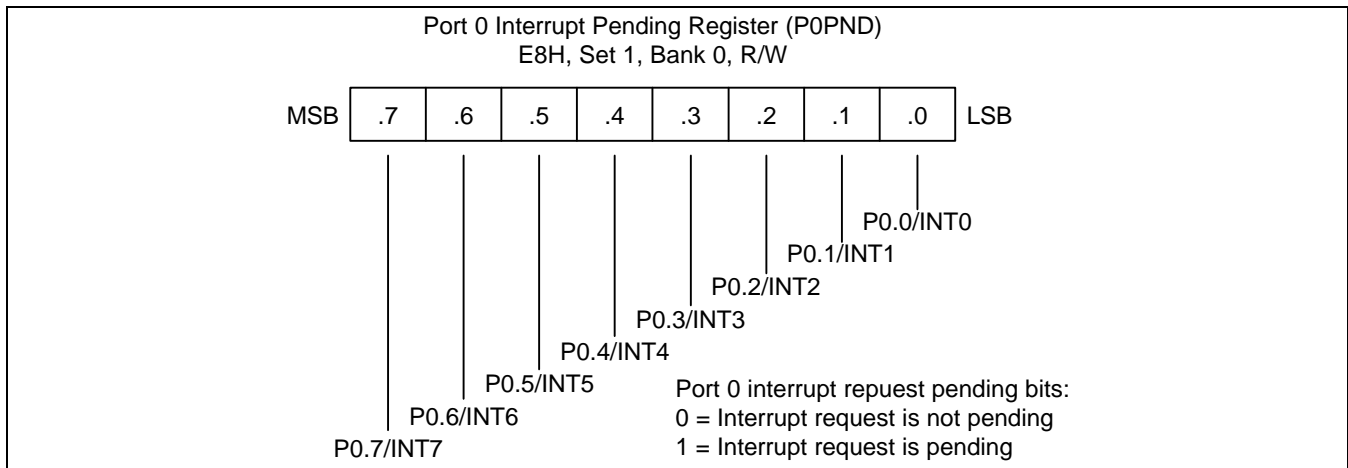 Port 0 Interrupt Pending Register (P0PND)
E8H, Set 1, Bank 0, R/W
MSB .7 .6 .5 .4 .3 .2 .1 .0 LSB
P0.0/INT0
P0.1/INT1
P0.2/INT2
P0.3/INT3
P0.4/INT4
P0.5/INT5
P0.6/INT6
P0.7/INT7
Port 0 interrupt repuest pending bits:
0 = Interrupt request is not pending
1 = Interrupt request is pending